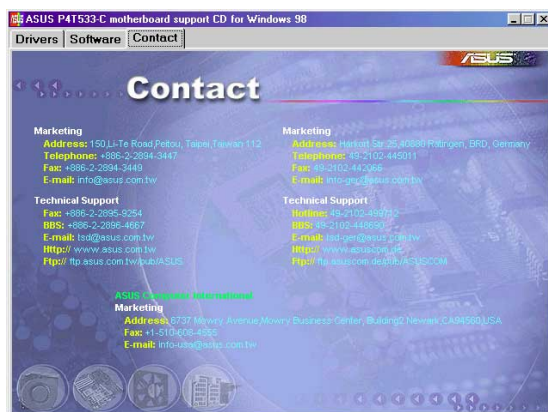 ASUS P4T533-C motherboard support CD for Windows 98
Drivers Software Contact
ASUS
Contact
Marketing
Address: 150,Li-Te Road,Peitou, Taipei,Taiwan 112
Telephone: +886-2-2894-3447
Fax: +886-2-2894-3449
E-mail: info@asus.com.tw
Technical Support
Fax: +886-2-2895-9254
BBS: +886-2-2896-4667
E-mail: tsd@asus.com.tw
Http:// www.asus.com.tw
Ftp:// ftp.asus.com.tw/pub/ASUS
Marketing
Address: Harkort Str.25,40880 Ratingen, BRD, Germany
Telephone: 49-2102-445011
Fax: 49-2102-442066
E-mail: info-ger@asus.com.tw
Technical Support
Hotline: 49-2102-499712
BBS: 49-2102-448690
E-mail: tsd-ger@asus.com.tw
Http:// www.asuscom.de
Ftp:// ftp.asuscom.de/pub/ASUSCOM
ASUS Computer International
Marketing
Address: 6737 Mowry Avenue,Mowry Business Center, Building2 Newark,CA94560,USA
Fax: +1-510-608-4555
E-mail: info-usa@asus.com.tw